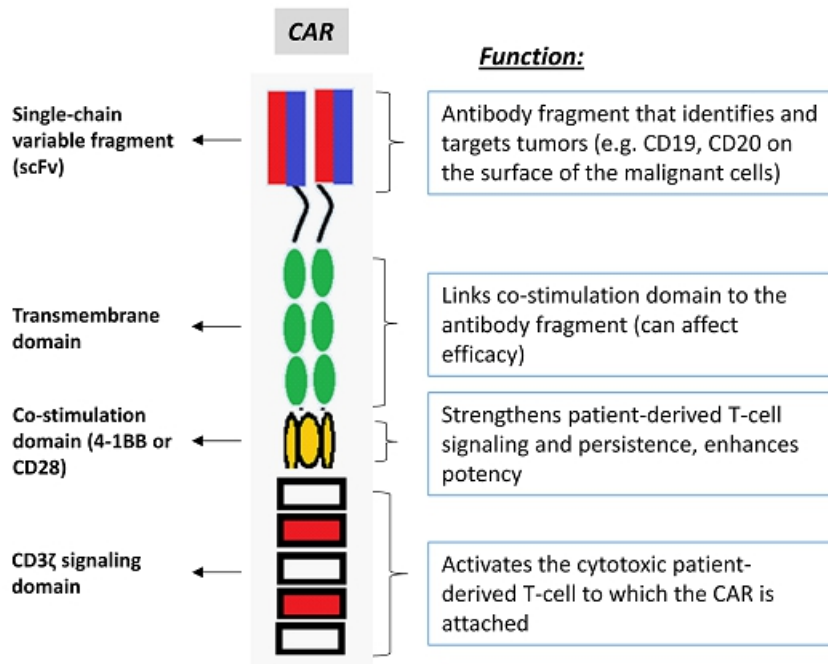 CAR
Function:
Single-chain
variable fragment
(scFv)
Antibody fragment that identifies and
targets tumors (e.g. CD19, CD20 on
the surface of the malignant cells)
Transmembrane
domain
Links co-stimulation domain to the
antibody fragment (can affect
efficacy)
Co-stimulation
domain (4-1BB or
CD28)
Strengthens patient-derived T-cell
signaling and persistence, enhances
potency
CD3ζ signaling
domain
Activates the cytotoxic patient-
derived T-cell to which the CAR is
attached